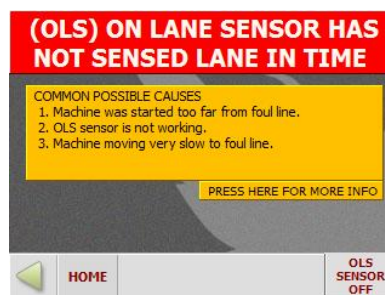 (OLS) ON LANE SENSOR HAS
NOT SENSED LANE IN TIME
COMMON POSSIBLE CAUSES
1. Machine was started too far from foul line.
2. OLS sensor is not working.
3. Machine moving very slow to foul line.
PRESS HERE FOR MORE INFO
HOME
OLS
SENSOR
OFF